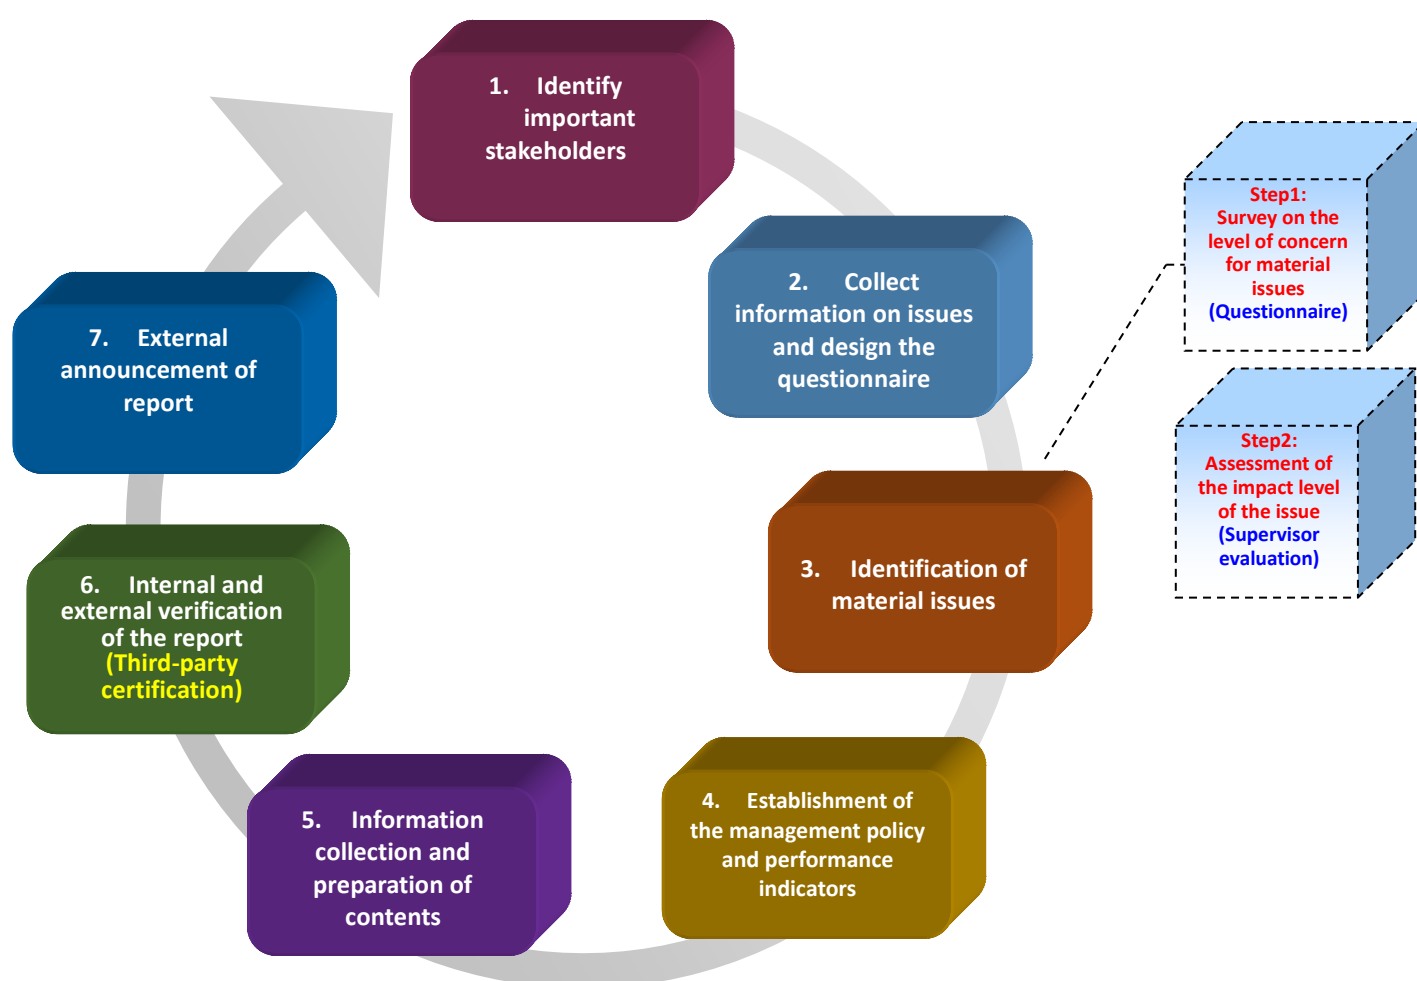 1. Identify
important
stakeholders
2. Collect
information on issues
and design the
questionnaire
3. Identification of
material issues
4. Establishment of
the management policy
and performance
indicators
5. Information
collection and
preparation of
contents
6. Internal and
external verification
of the report
(Third-party
certification)
7. External
announcement of
report
Step1:
Survey on the
level of concern
for material
issues
(Questionnaire)
Step2:
Assessment of
the impact level
of the issue
(Supervisor
evaluation)